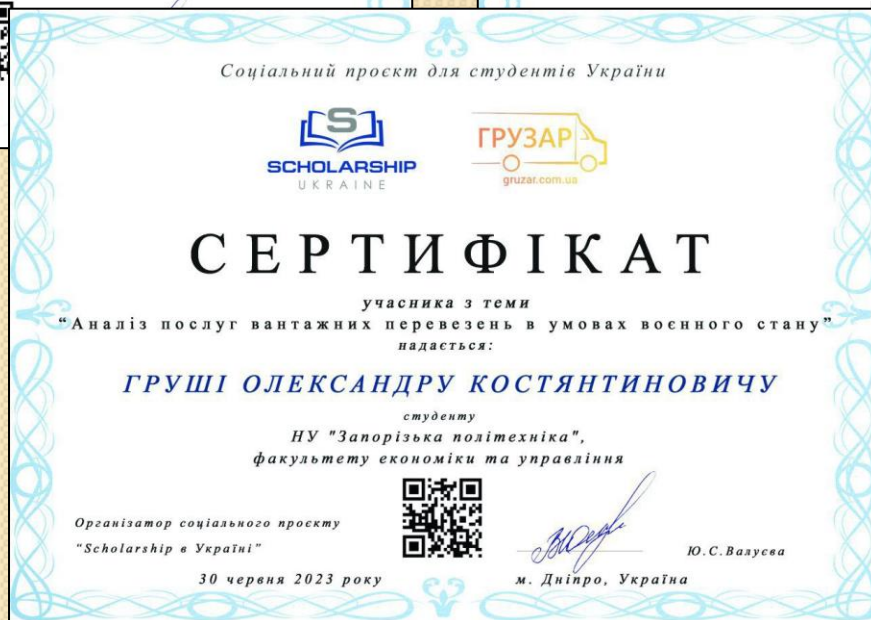 Соціальний проєкт для студентів України
S
SCHOLARSHIP
UKRAINE
ГРУЗАР
gruzar.com.ua
СЕРТИФІКАТ
учасника з теми
“Аналіз послуг вантажних перевезень в умовах воєнного стану”
надається:
ГРУШІ ОЛЕКСАНДРУ КОСТЯНТИНОВИЧУ
студенту
НУ "Запорізька політехніка",
факультету економіки та управління
Організатор соціального проєкту
“Scholarship в Україні”
Ю.С.Валуєва
30 червня 2023 року
м. Дніпро, Україна